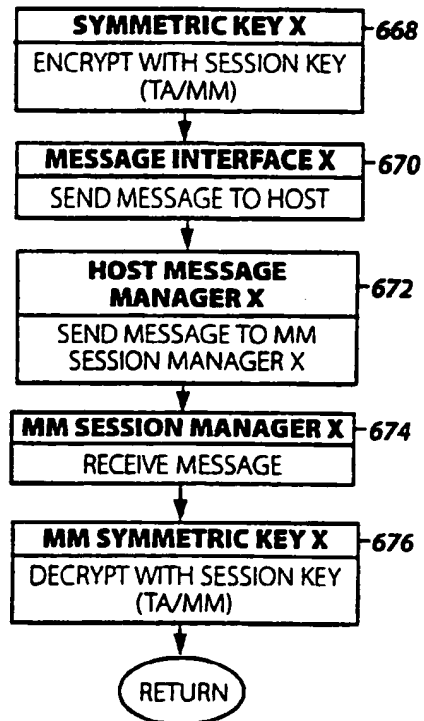 SYMMETRIC KEY X
668
ENCRYPT WITH SESSION KEY
(TA/MM)
MESSAGE INTERFACE X
670
SEND MESSAGE TO HOST
HOST MESSAGE
MANAGER X
672
SEND MESSAGE TO MM
SESSION MANAGER X
MM SESSION MANAGER X
674
RECEIVE MESSAGE
MM SYMMETRIC KEY X
676
DECRYPT WITH SESSION KEY
(TA/MM)
RETURN